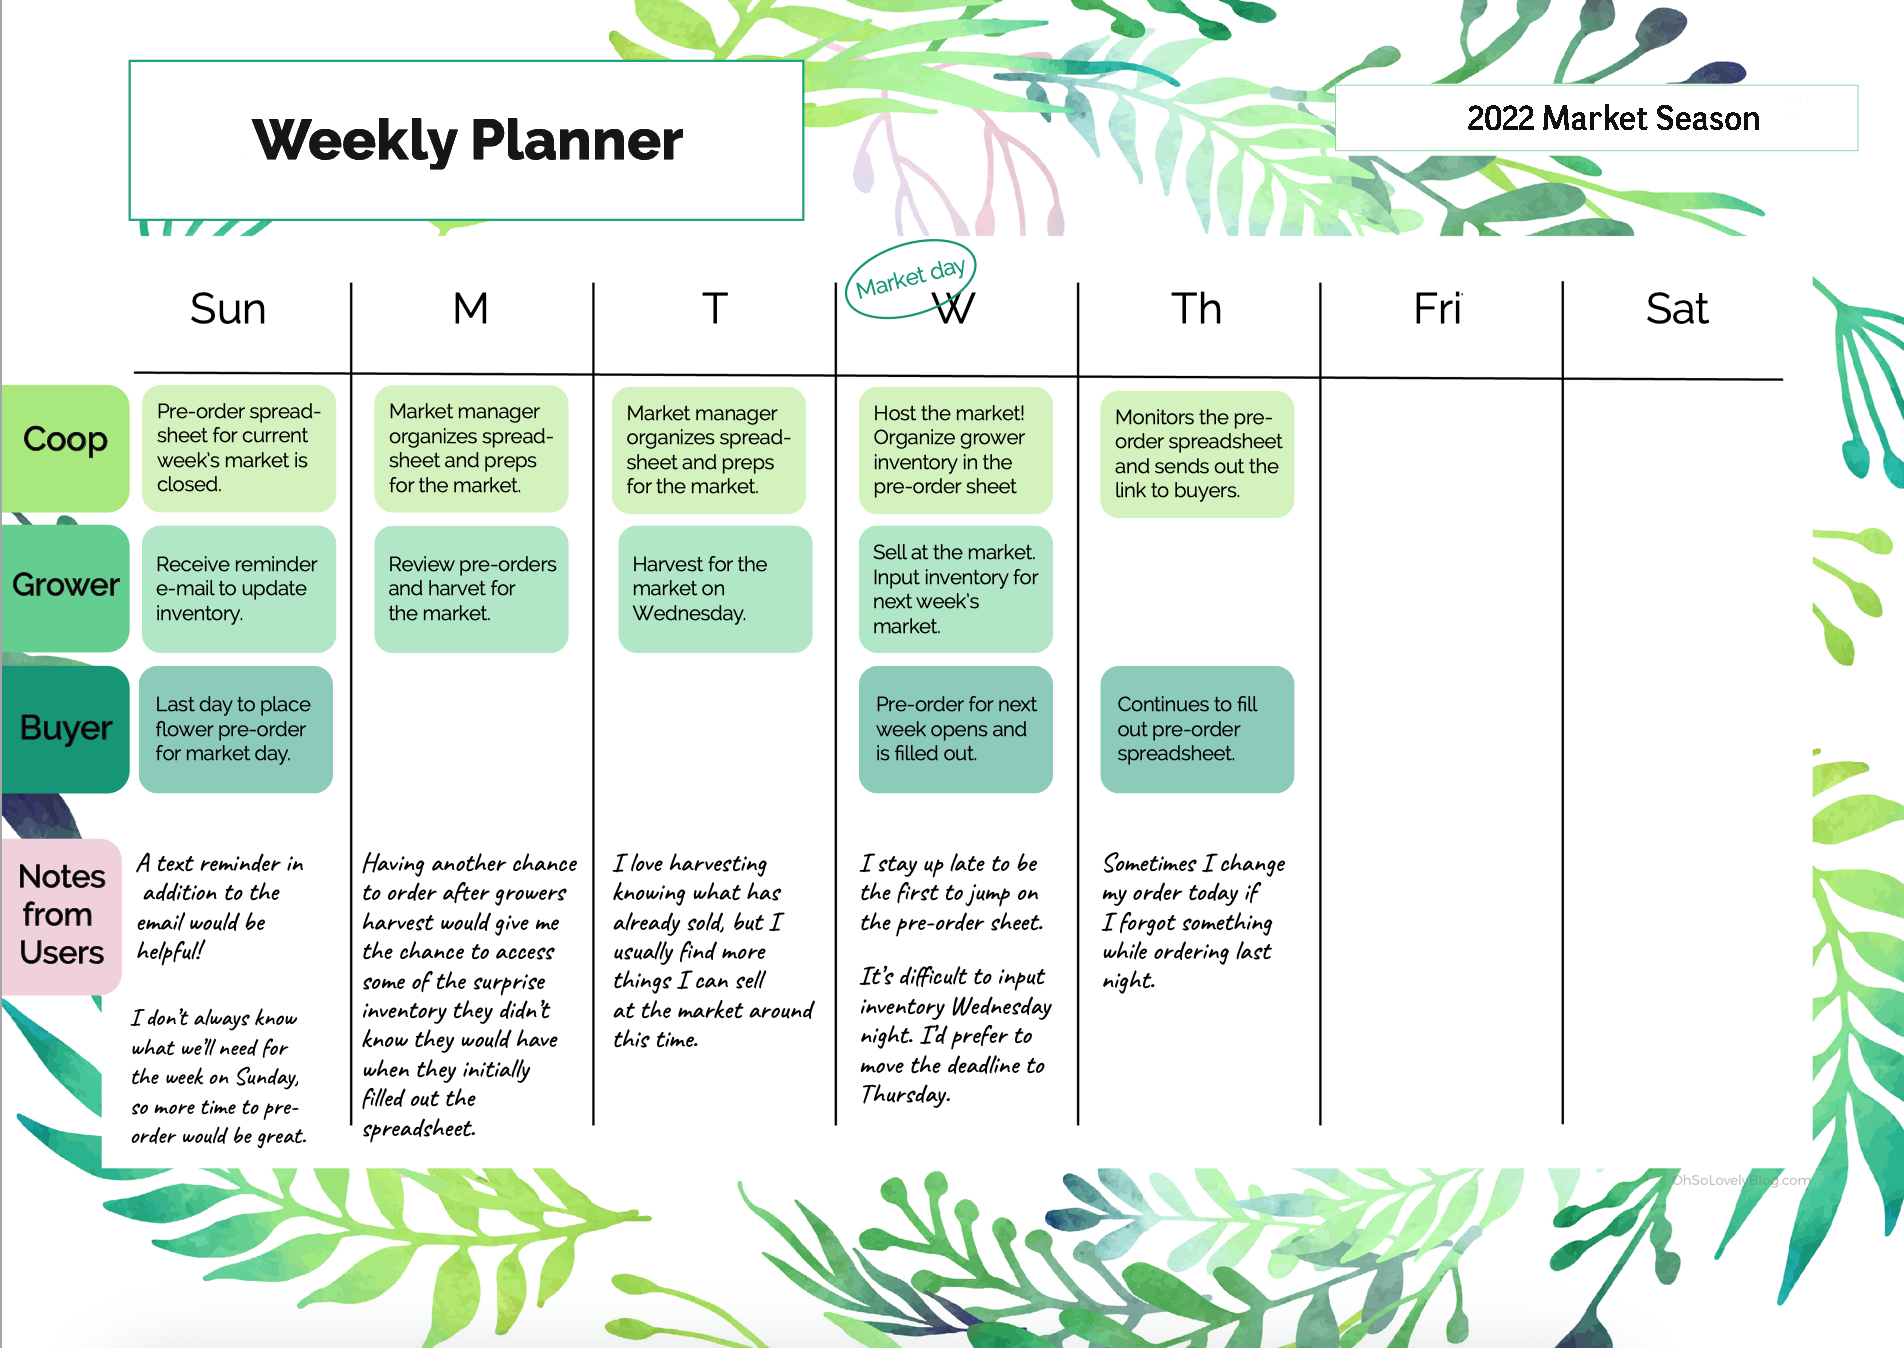 Weekly Planner
2022 Market Season
Market day
Sun
M
T
W
Th
Fri
Sat
Coop
Pre-order spread-
sheet for current
week's market is
closed.
Market manager
organizes spread-
sheet and preps
for the market.
Market manager
organizes spread-
sheet and preps
for the market.
Host the market!
Organize grower
inventory in the
pre-order sheet
Monitors the pre-
order spreadsheet
and sends out the
link to buyers.
Grower
Receive reminder
e-mail to update
inventory.
Review pre-orders
and harvet for
the market.
Harvest for the
market on
Wednesday.
Sell at the market.
Input inventory for
next week's
market.
Buyer
Last day to place
flower pre-order
for market day.
Pre-order for next
week opens and
is filled out.
Continues to fill
out pre-order
spreadsheet.
Notes
from
Users
A text reminder in
addition to the
email would be
helpful!
I don't always know
what we'll need for
the week on Sunday,
so more time to pre-
order would be great.
Having another chance
to order after growers
harvest would give me
the chance to access
some of the surprise
inventory they didn't
know they would have
when they initially
filled out the
spreadsheet.
I love harvesting
knowing what has
already sold, but I
usually find more
things I can sell
at the market around
this time.
I stay up late to be
the first to jump on
the pre-order sheet.
It's difficult to input
inventory Wednesday
night. I'd prefer to
move the deadline to
Thursday.
Sometimes I change
my order today if
I forgot something
while ordering last
night.
OhSoLovelyBlog.com